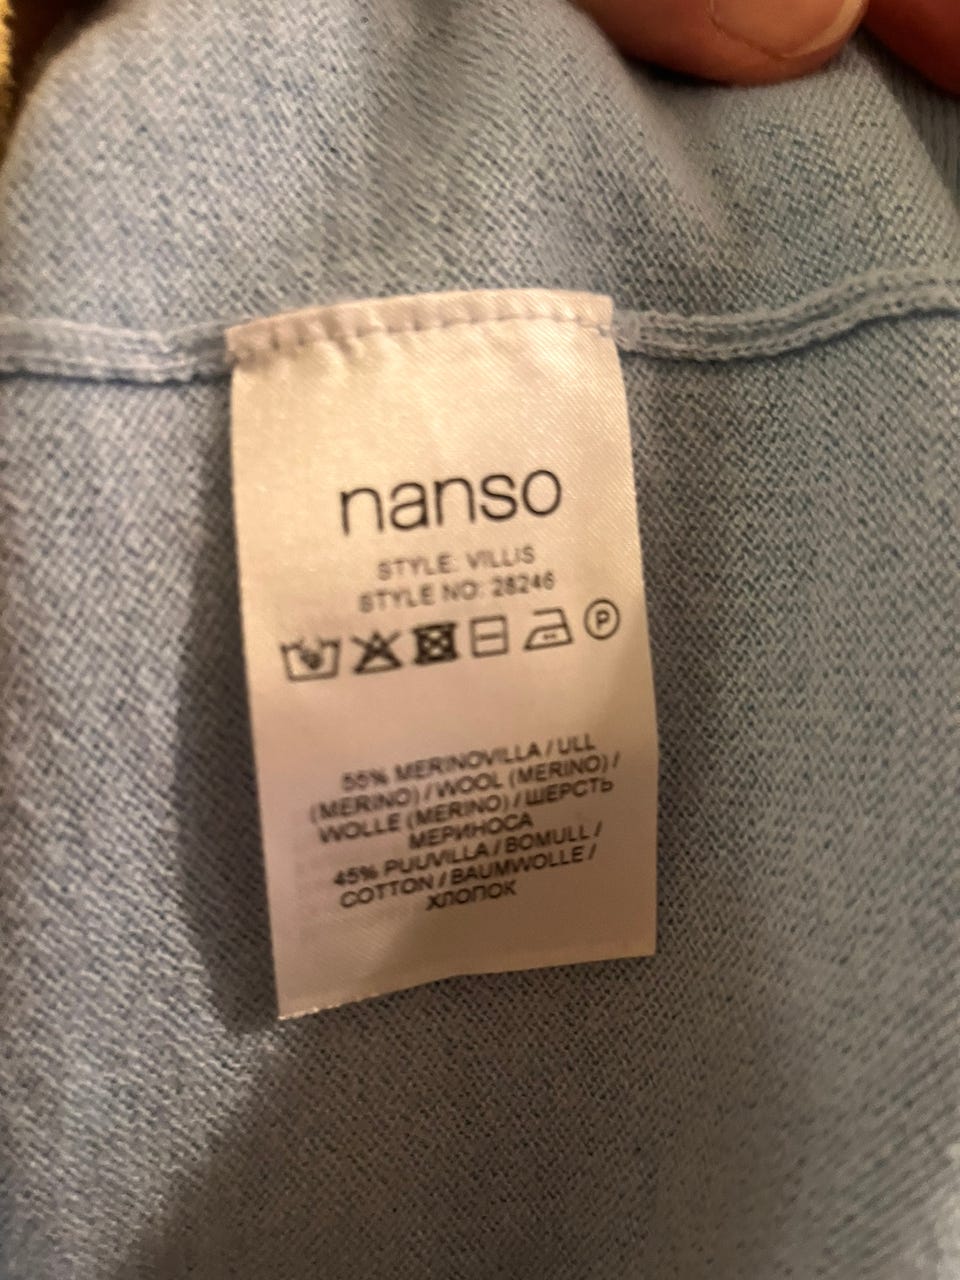 nanso
STYLE: VILLIS
STYLE NO: 28246
P
55% MERINOVILLA / ULL
(MERINO) / WOOL (MERINO) /
WOLLE (MERINO) / ШЕРСТЬ
МЕРИНОСА
45% PUUVILLA / BOMULL /
COTTON / BAUMWOLLE /
ХЛОПОК